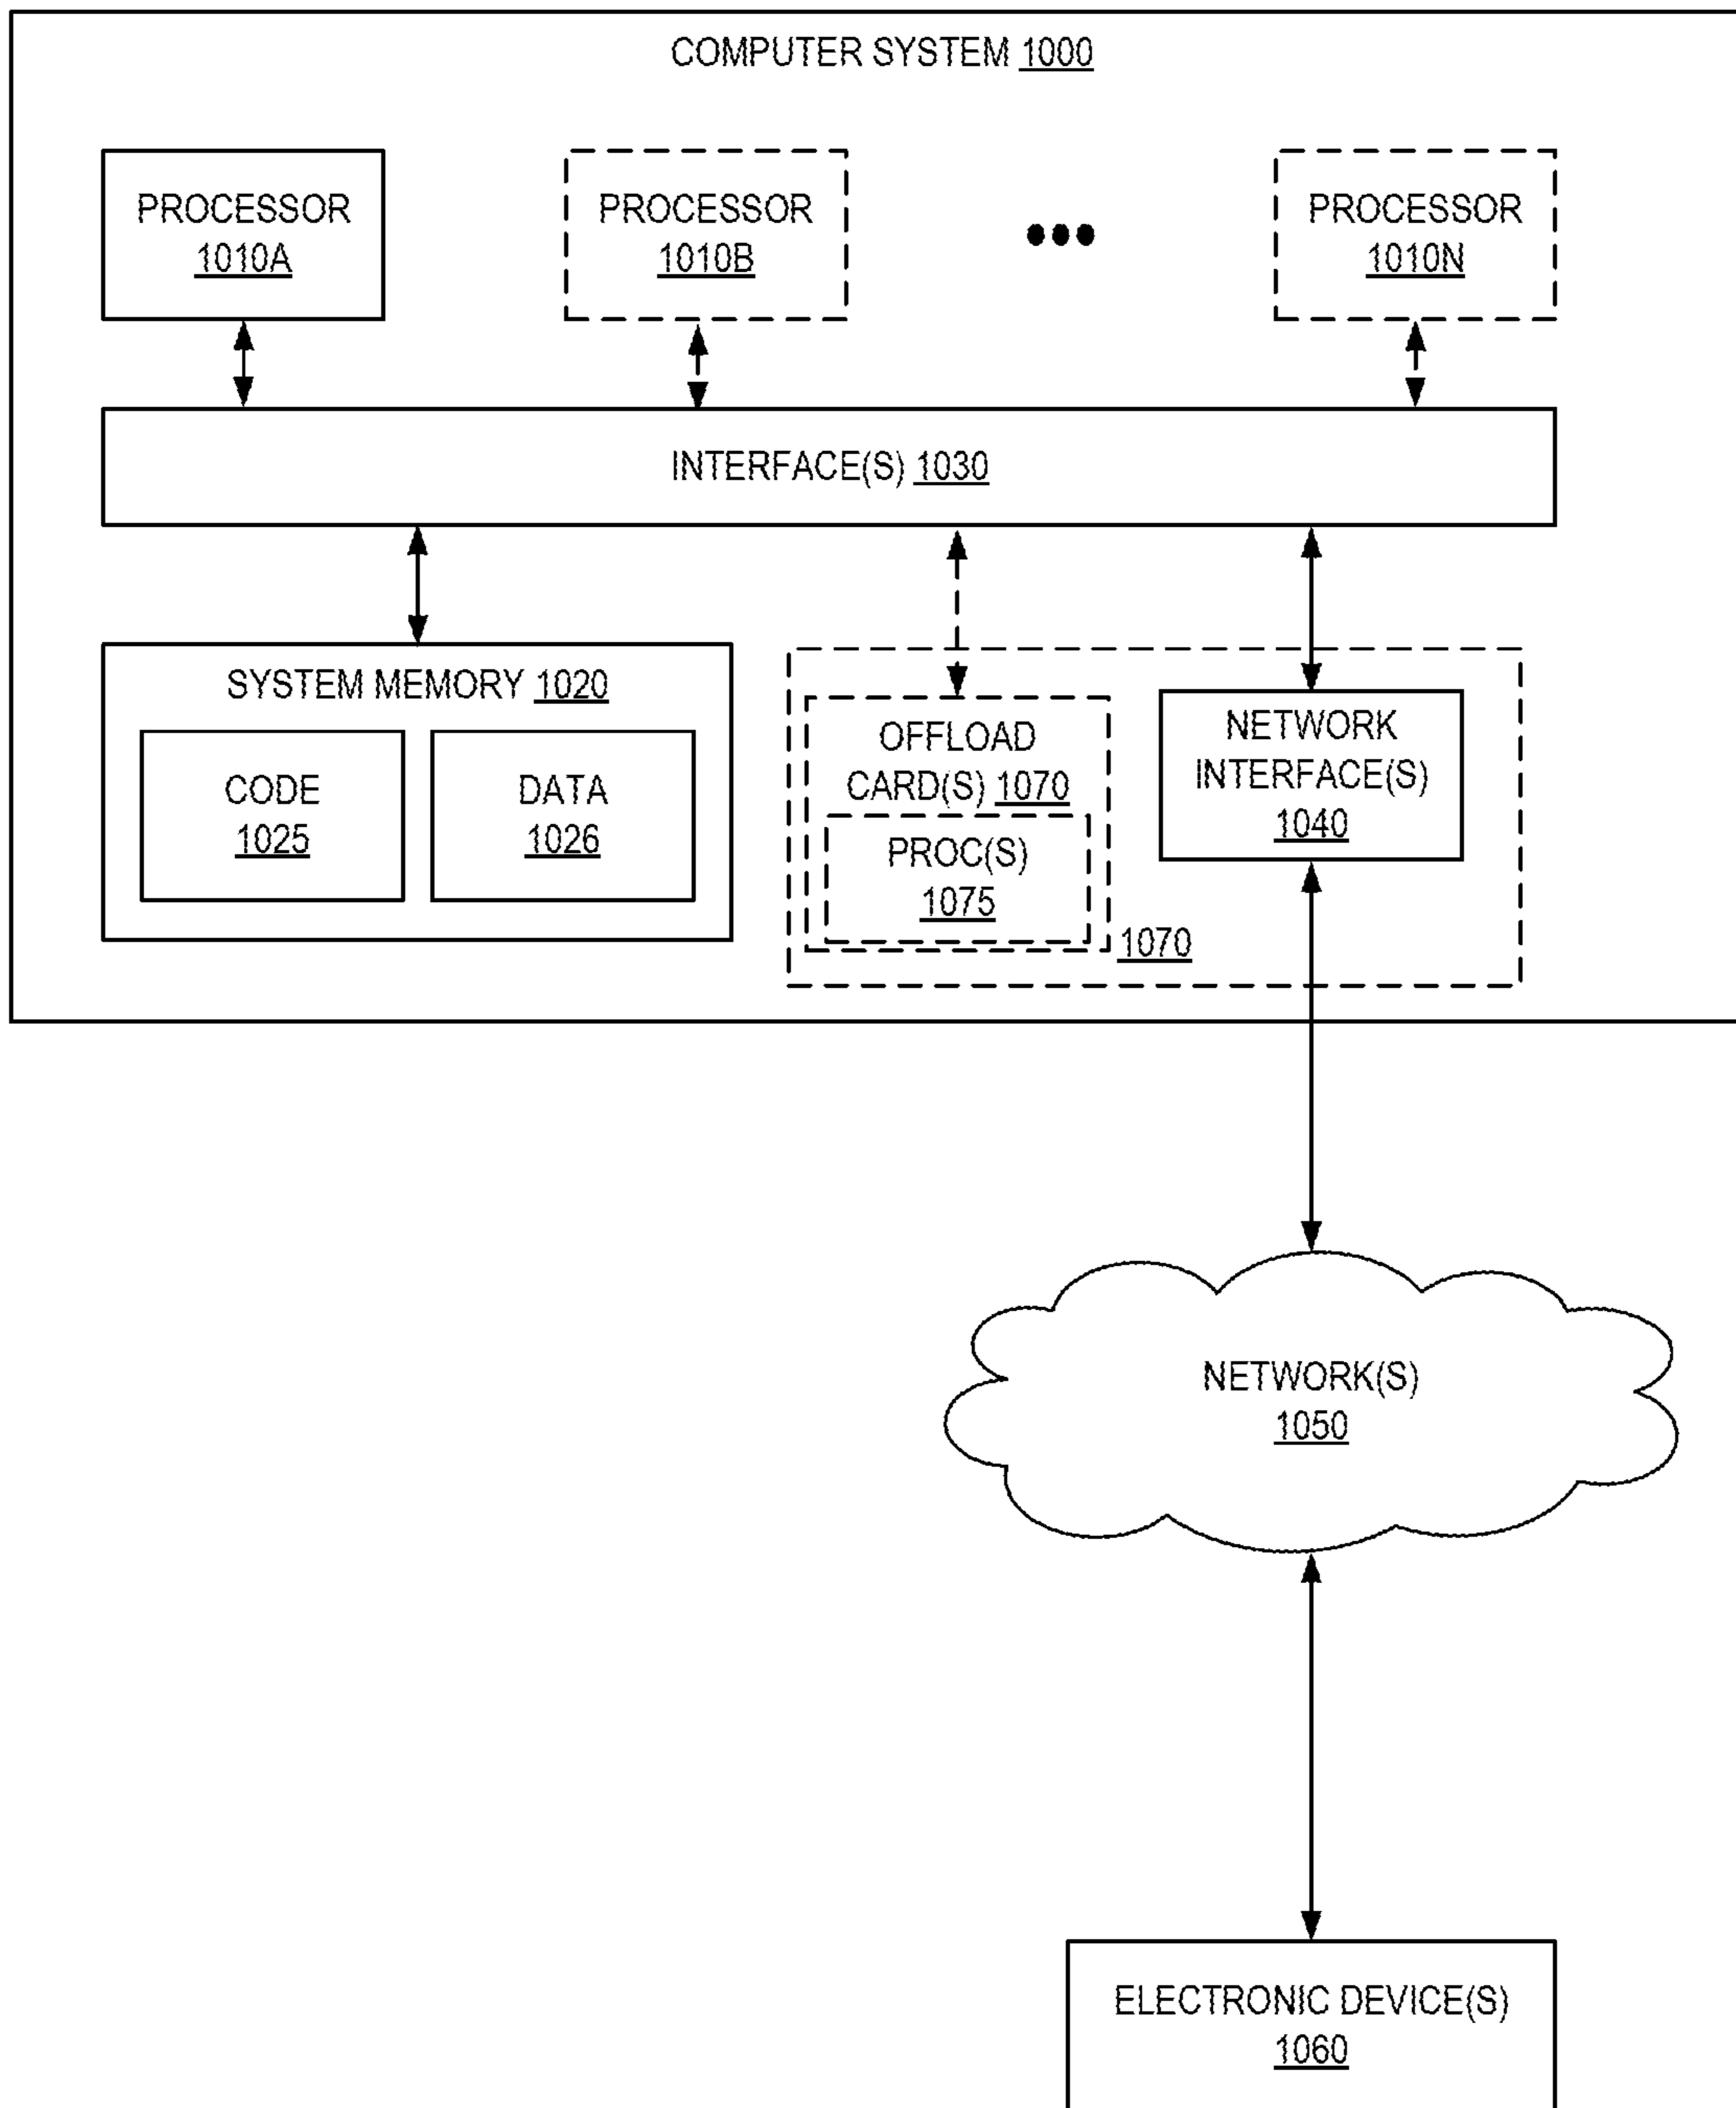 COMPUTER SYSTEM 1000
PROCESSOR
1010A
PROCESSOR
1010B
PROCESSOR
1010N
INTERFACE(S) 1030
SYSTEM MEMORY 1020
CODE
1025
DATA
1026
OFFLOAD
CARD(S) 1070
PROC(S)
1075
1070
NETWORK
INTERFACE(S)
1040
NETWORK(S)
1050
ELECTRONIC DEVICE(S)
1060